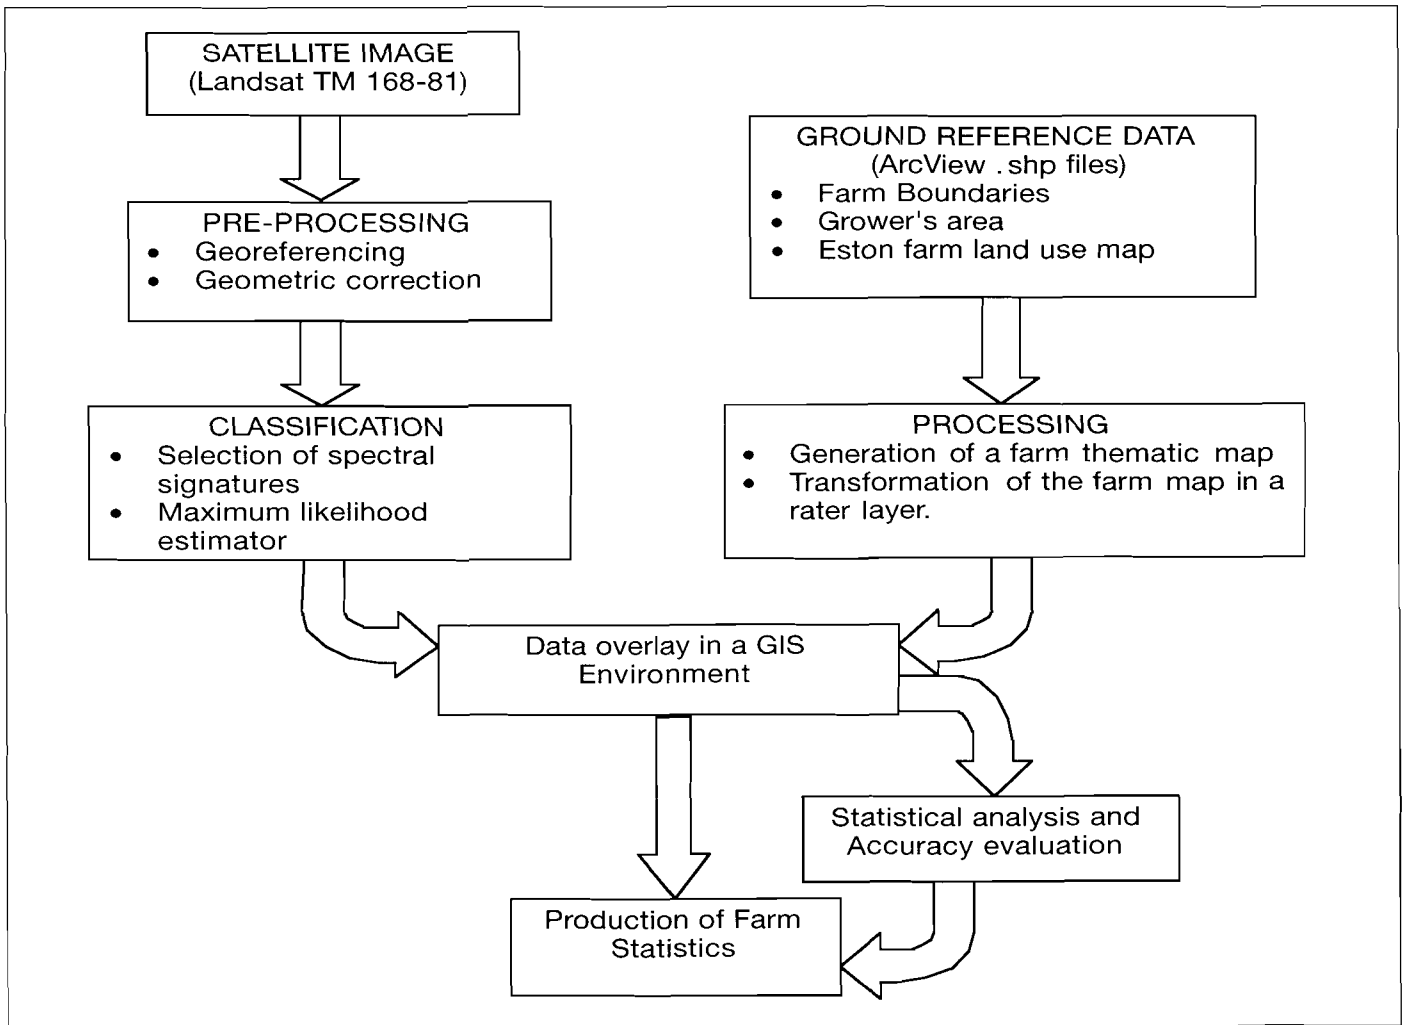 SATELLITE IMAGE
(Landsat TM 168-81)
PRE-PROCESSING
• Georeferencing
• Geometric correction
CLASSIFICATION
• Selection of spectral
signatures
• Maximum likelihood
estimator
GROUND REFERENCE DATA
(ArcView .shp files)
• Farm Boundaries
• Grower's area
• Eston farm land use map
PROCESSING
• Generation of a farm thematic map
• Transformation of the farm map in a
rater layer.
Data overlay in a GIS
Environment
Statistical analysis and
Accuracy evaluation
Production of Farm
Statistics